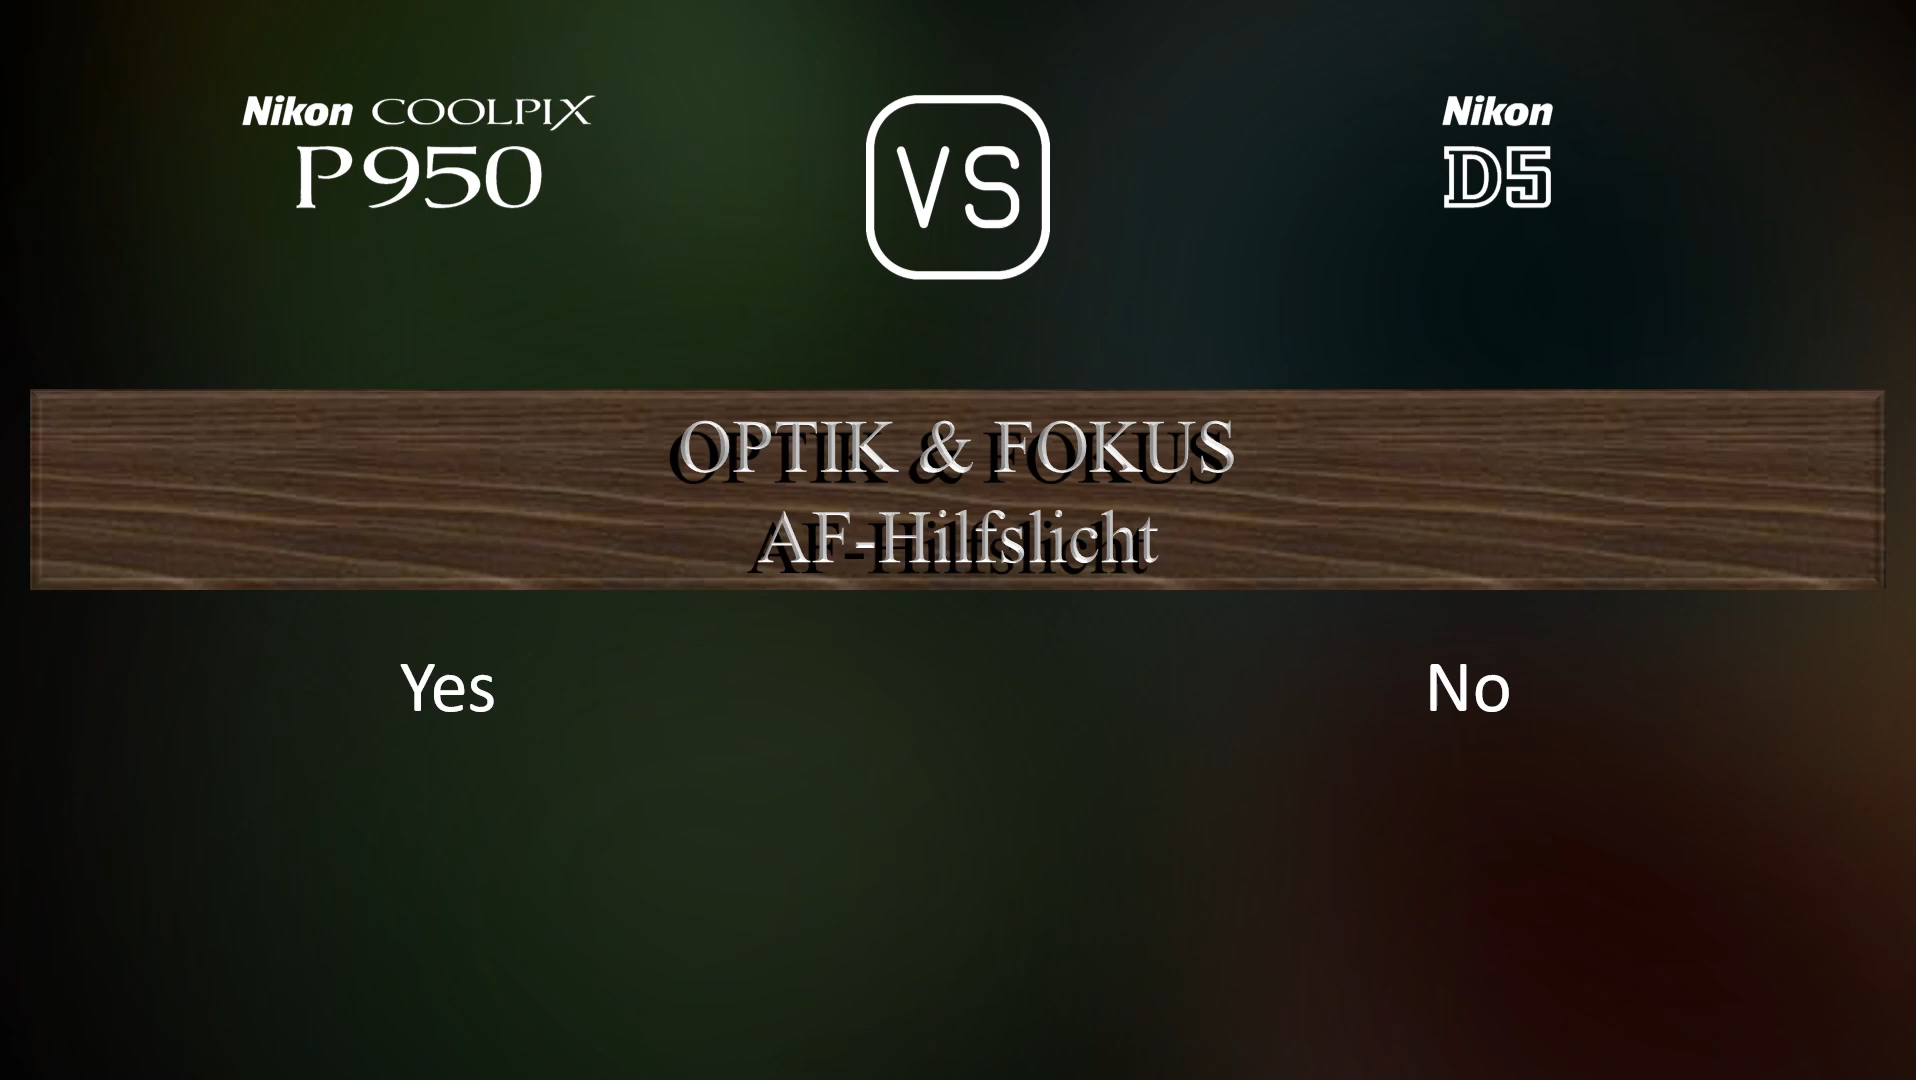 Nikon COOLPIX
P950
VS
Nikon
D5
OPTIK & FOKUS
AF-Hilfslicht
Yes
No